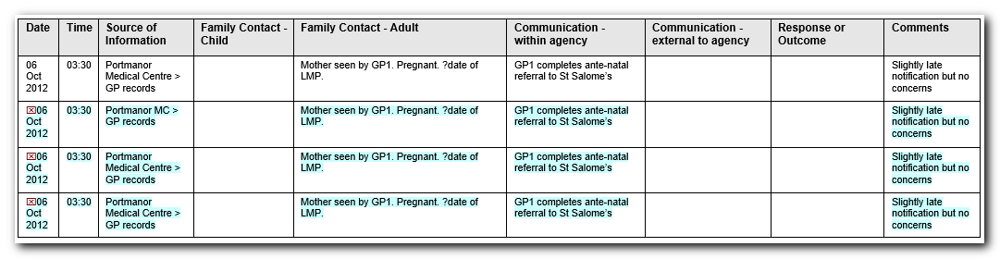 Date Time Source of Information Family Contact - Child Family Contact - Adult Communication - within agency Communication - external to agency Response or Outcome Comments
06 Oct 2012 03:30 Portmanor Medical Centre > GP records Mother seen by GP1. Pregnant. ?date of LMP. GP1 completes ante-natal referral to St Salome's Slightly late notification but no concerns
☒06 Oct 2012 03:30 Portmanor MC > GP records Mother seen by GP1. Pregnant. ?date of LMP. GP1 completes ante-natal referral to St Salome's Slightly late notification but no concerns
☒06 Oct 2012 03:30 Portmanor Medical Centre > GP records Mother seen by GP1. Pregnant. ?date of LMP. GP1 completes ante-natal referral to St Salome's Slightly late notification but no concerns
☒06 Oct 2012 03:30 Portmanor Medical Centre > GP records Mother seen by GP1. Pregnant. ?date of LMP. GP1 completes ante-natal referral to St Salome's Slightly late notification but no concerns